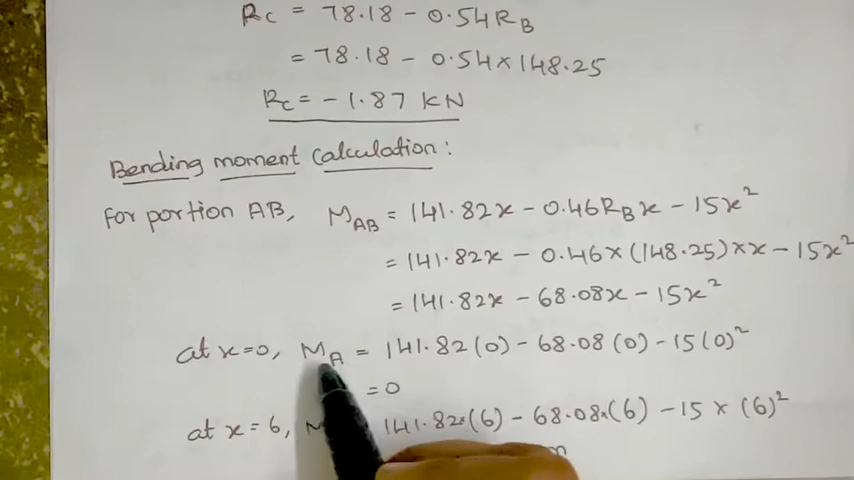 Rc = 78.18 - 0.54RB
= 78.18 - 0.54×148.25
Rc = -1.87 KN
Bending moment calculation:
For portion AB, MAB = 141.82x - 0.46RBx - 15x²
= 141.82x - 0.46×(148.25)××x - 15x²
= 141.82x - 68.08x - 15x²
at x=0, MA = 141.82(0) - 68.08(0) - 15(0)²
=0
at x = 6, 141.82×(6) - 68.08×(6) - 15 × (6)²